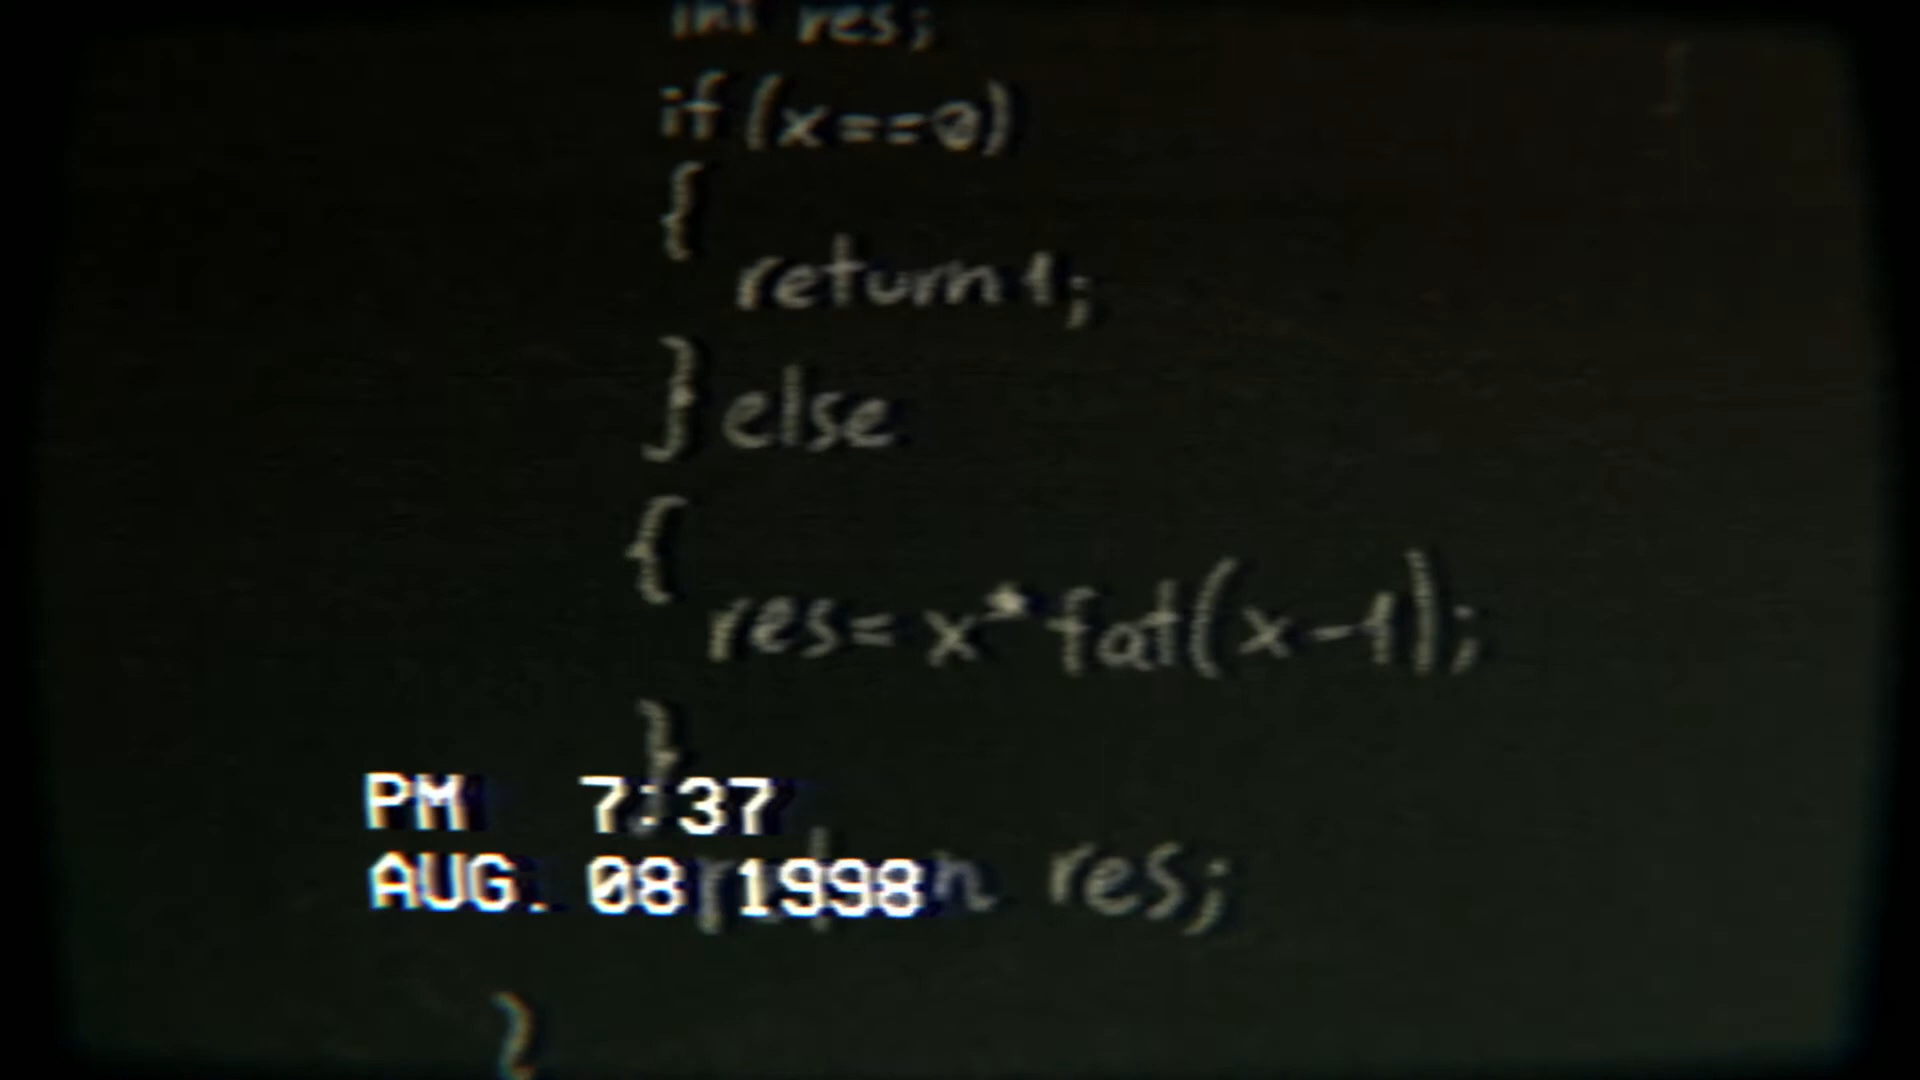 int res;
if (x==0)
{
return 1;
} else
{
res= x*fat(x-1);
}
PM 7:37
res;
AUG. 08 1998
}